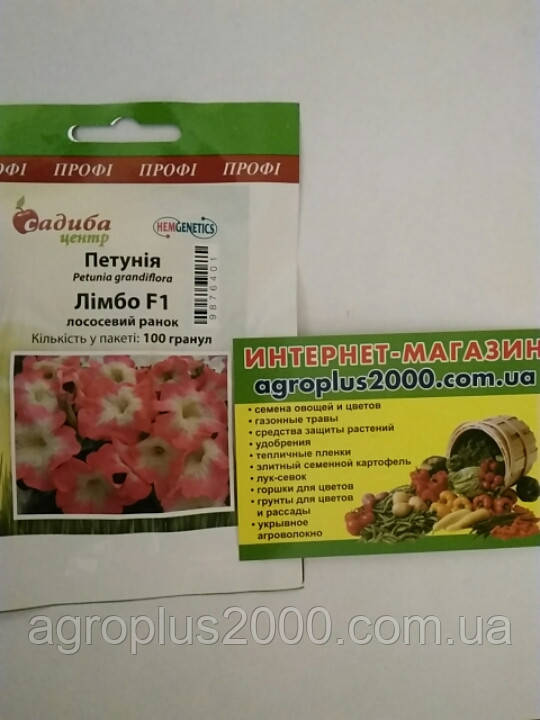 ОФІ ПРОФІ ПРОФІ ПРОФІ
садиба
центр
HEMGENETICS
Петунія
Petunia grandiflora
Лімбо F1
лососевий ранок
Кількість у пакеті: 100 гранул
9876401
ИНТЕРНЕТ-МАГАЗИН
agroplus2000.com.ua
• семена овощей и цветов
• газонные травы
• средства защиты растений
• удобрения
• тепличные пленки
• элитный семенной картофель
• лук-севок
• горшки для цветов
• грунты для цветов
и рассады
• укрывное
агроволокно
agroplus2000.com.ua